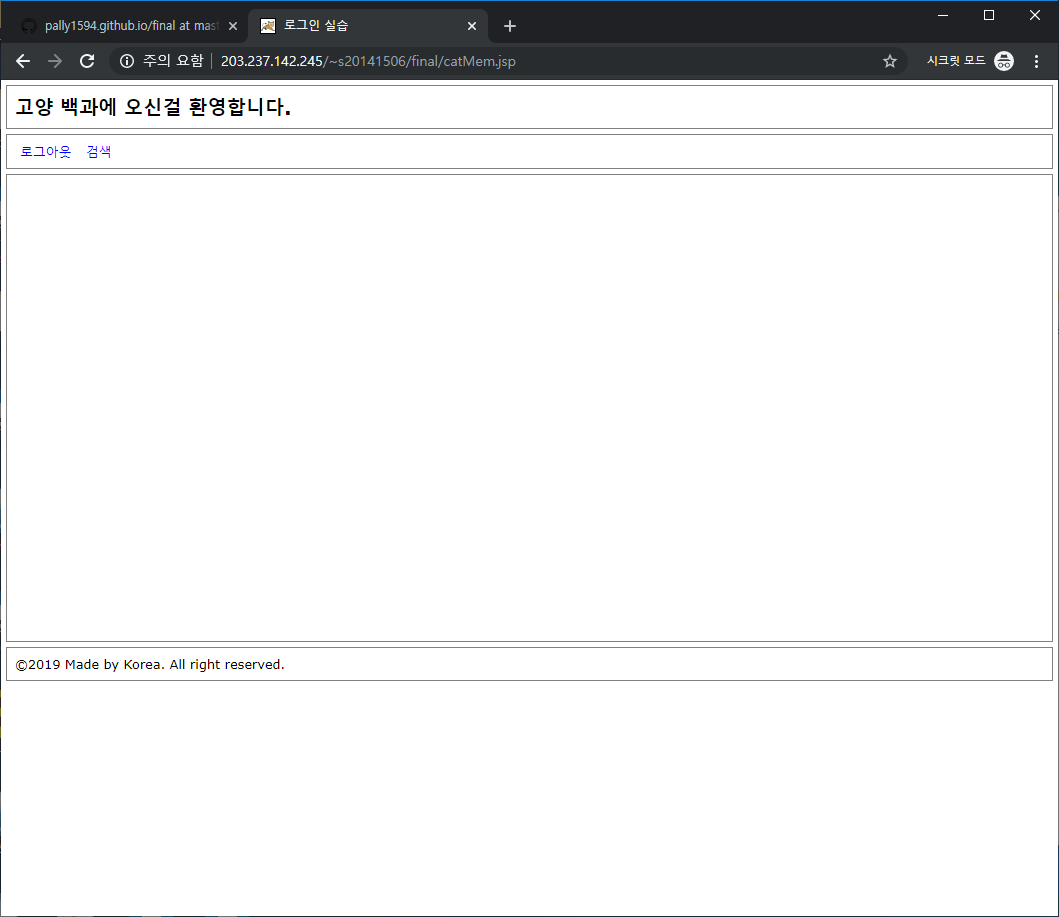 pally1594.github.io/final at mast
로그인 실습
주의 요함
203.237.142.245/~s20141506/final/catMem.jsp
시크릿 모드
고양 백과에 오신걸 환영합니다.
로그아웃 검색
©2019 Made by Korea. All right reserved.